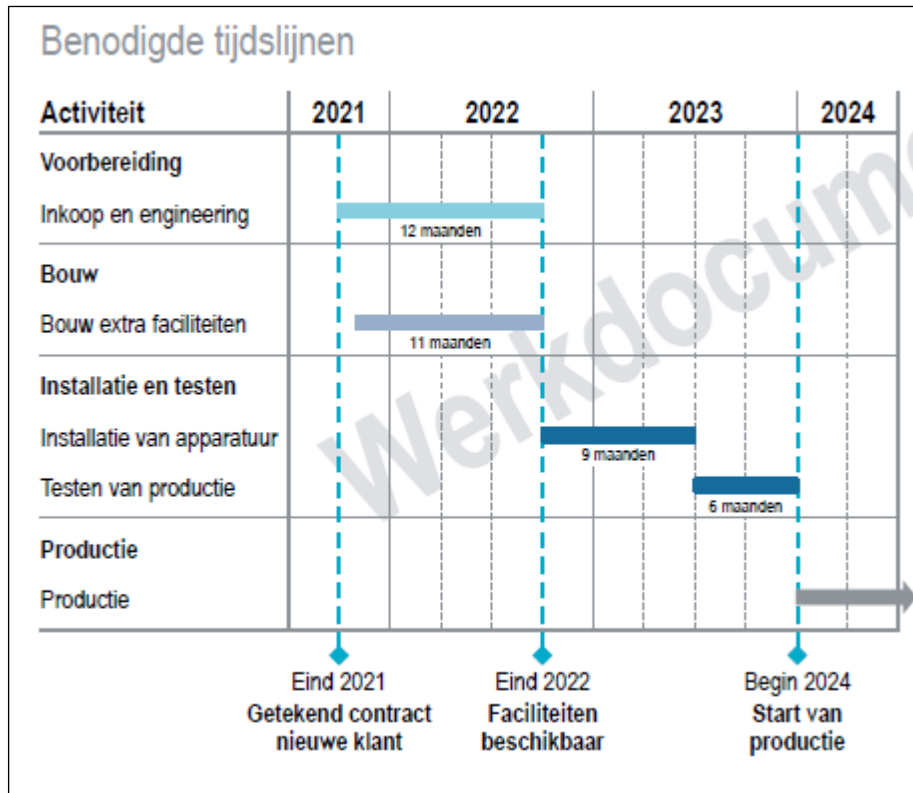 Benodigde tijdslijnen
Activiteit 2021 2022 2023 2024
Voorbereiding
Inkoop en engineering
12 maanden
Bouw
Bouw extra faciliteiten
11 maanden
Installatie en testen
Installatie van apparatuur
9 maanden
Testen van productie
6 maanden
Productie
Productie
Eind 2021
Getekend contract
nieuwe klant
Eind 2022
Faciliteiten
beschikbaar
Begin 2024
Start van
productie
Werkdocume